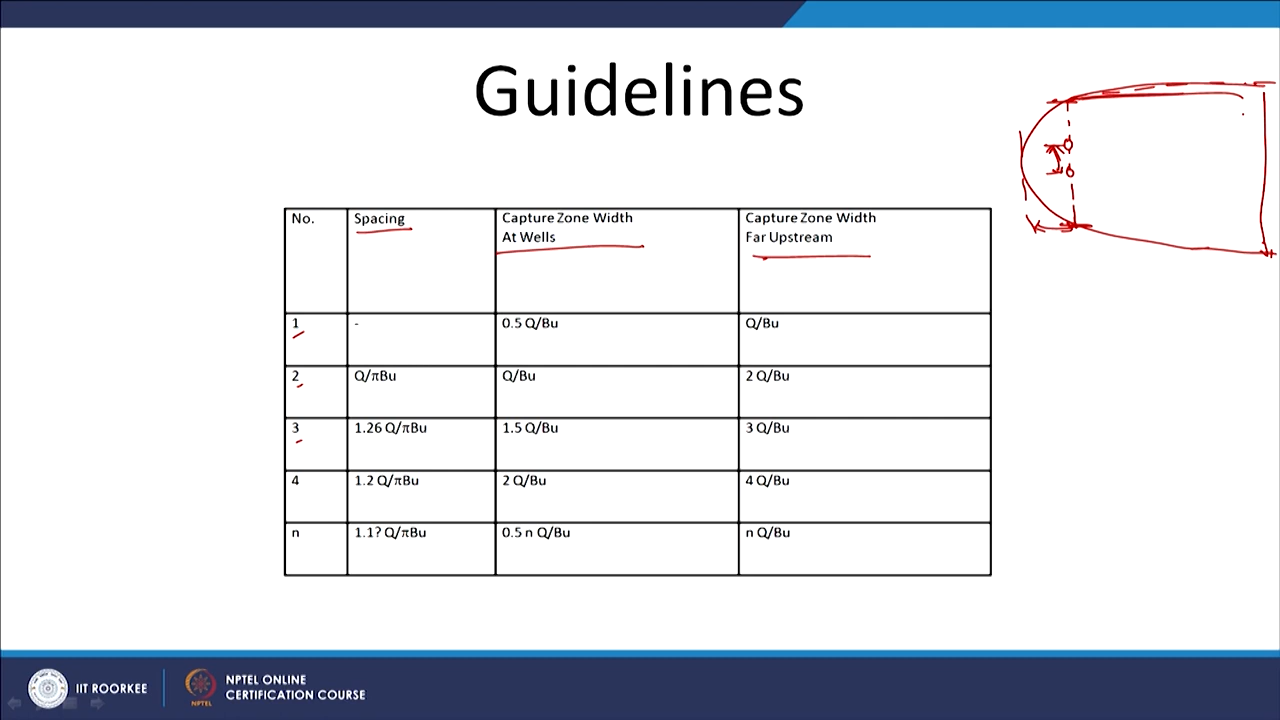 Guidelines
No. Spacing Capture Zone Width Capture Zone Width
At Wells Far Upstream
1 - 0.5 Q/Bu Q/Bu
2 Q/πBu Q/Bu 2 Q/Bu
3 1.26 Q/πBu 1.5 Q/Bu 3 Q/Bu
4 1.2 Q/πBu 2 Q/Bu 4 Q/Bu
n 1.1? Q/πBu 0.5 n Q/Bu n Q/Bu
IIT ROORKEE
NPTEL
NPTEL ONLINE
CERTIFICATION COURSE